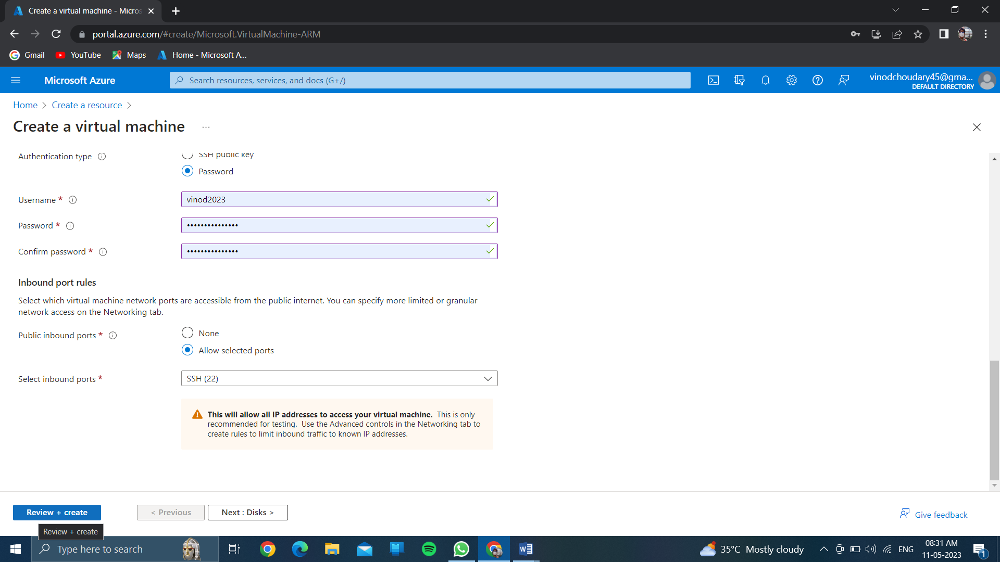 Create a virtual machine - Micros
portal.azure.com/#create/Microsoft.VirtualMachine-ARM
Gmail YouTube Maps Home - Microsoft A...
Microsoft Azure
Search resources, services, and docs (G+/)
vinodchoudary45@gma...
DEFAULT DIRECTORY
Home > Create a resource >
Create a virtual machine ...
Authentication type
SSH public key
Password
Username *
vinod2023
Password *
•••••••••••••••
Confirm password *
•••••••••••••••
Inbound port rules
Select which virtual machine network ports are accessible from the public internet. You can specify more limited or granular
network access on the Networking tab.
Public inbound ports *
None
Allow selected ports
Select inbound ports *
SSH (22)
This will allow all IP addresses to access your virtual machine. This is only
recommended for testing. Use the Advanced controls in the Networking tab to
create rules to limit inbound traffic to known IP addresses.
Review + create
< Previous
Next : Disks >
Give feedback
Review + create
Type here to search
35°C Mostly cloudy
ENG
08:31 AM
11-05-2023
1